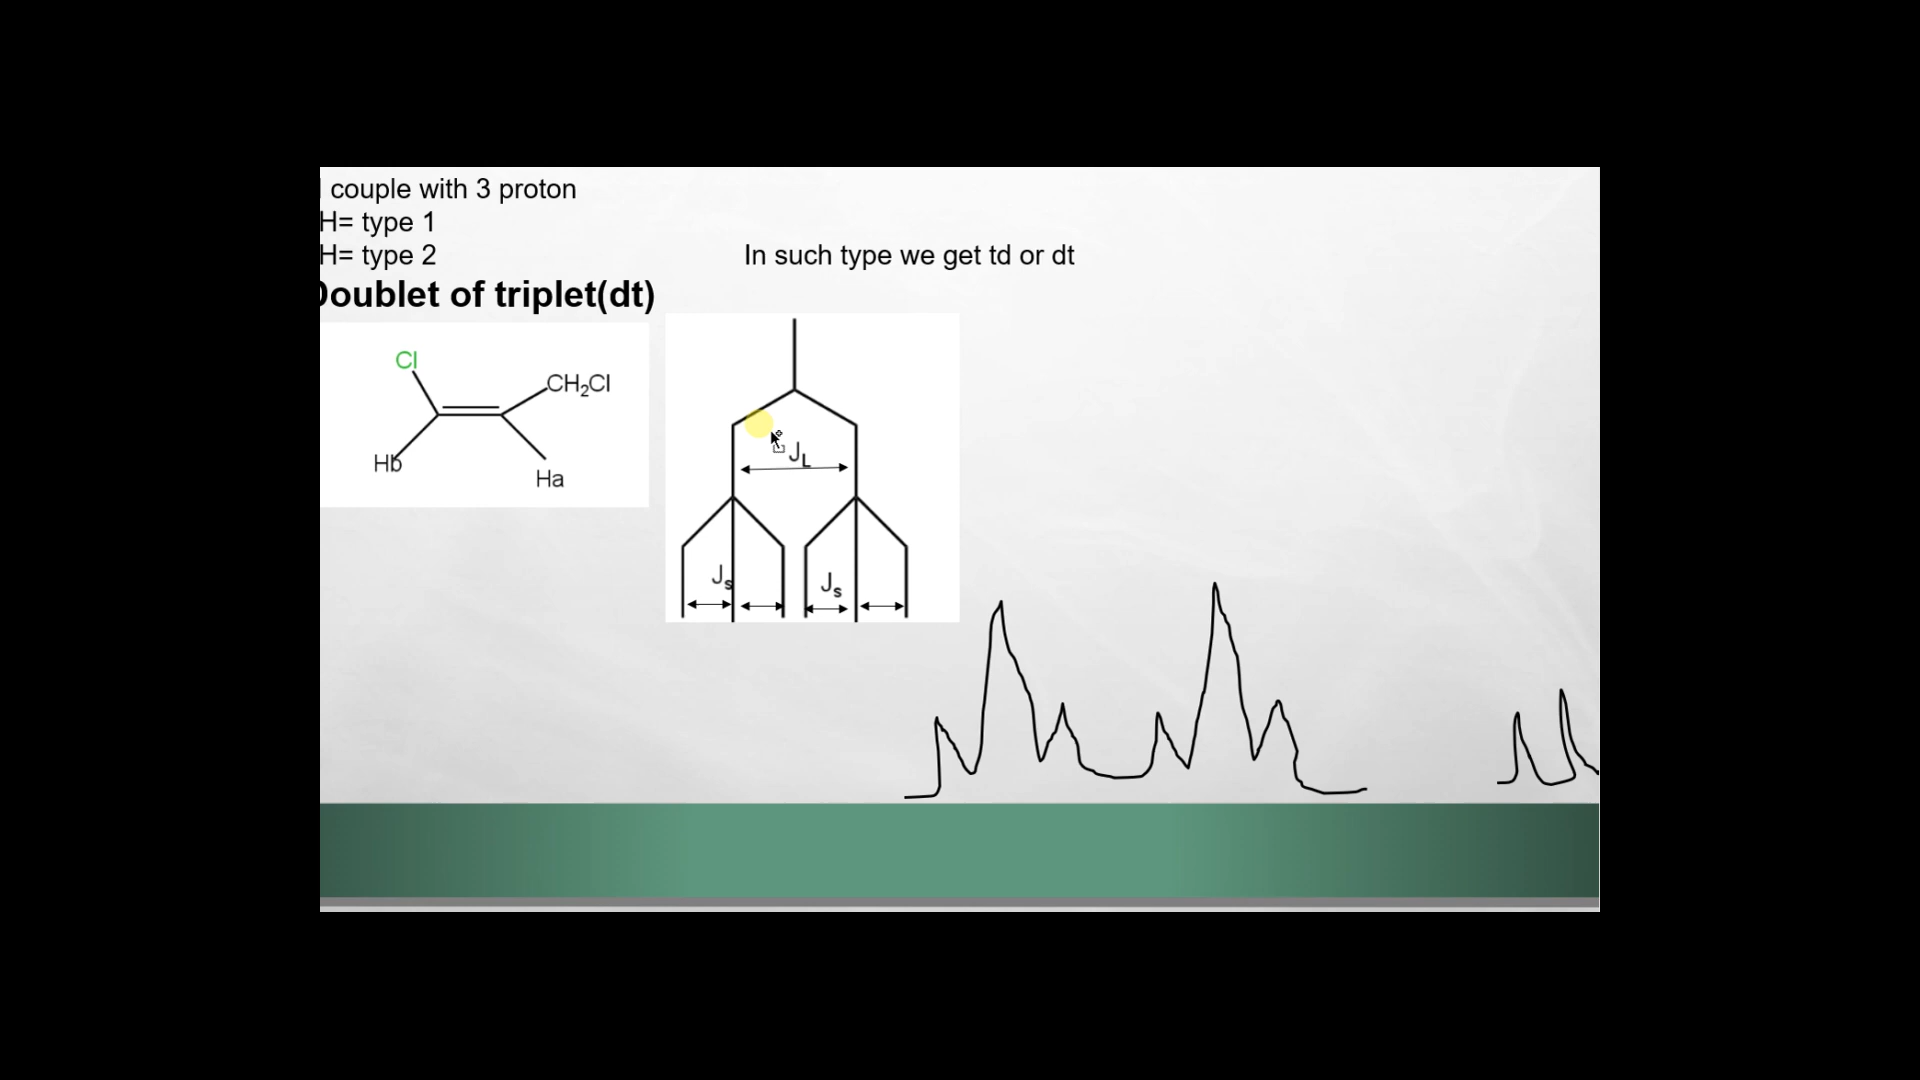 couple with 3 proton
H= type 1
H= type 2
In such type we get td or dt
Doublet of triplet(dt)
Cl
CH2Cl
Hb
Ha
JL
Js
Js